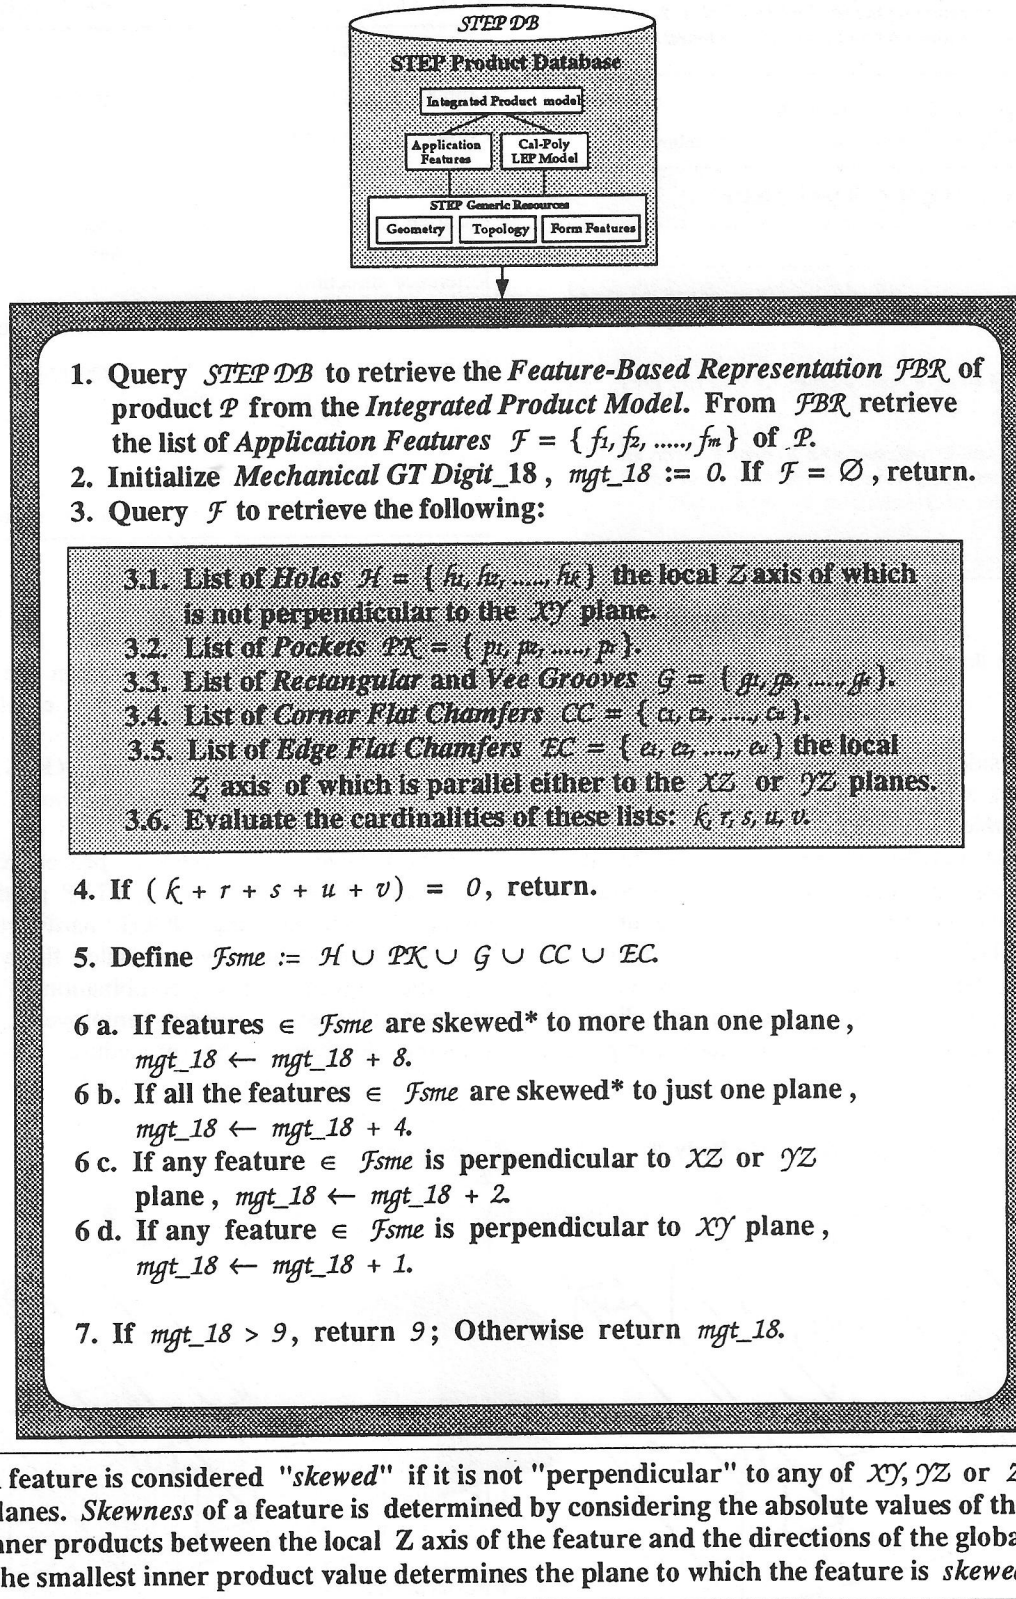 STEP DB
STEP Product Database
Integrated Product model
Application Features
Cal-Poly LEP Model
STEP Generic Resources
Geometry Topology Form Features
1. Query STEP DB to retrieve the Feature-Based Representation FBR of
product P from the Integrated Product Model. From FBR retrieve
the list of Application Features F = { f1, f2, ....., fm } of P.
2. Initialize Mechanical GT Digit_18 , mgt_18 := 0. If F = Ø , return.
3. Query F to retrieve the following:
3.1. List of Holes H = { h1, h2, ....., hk } the local Z axis of which
is not perpendicular to the XY plane.
3.2. List of Pockets PK = { p1, p2, ....., pr }.
3.3. List of Rectangular and Vee Grooves G = { g1, g2, ....., gs }.
3.4. List of Corner Flat Chamfers CC = { c1, c2, ....., cu }.
3.5. List of Edge Flat Chamfers EC = { e1, e2, ....., ev } the local
Z axis of which is parallel either to the XZ or YZ planes.
3.6. Evaluate the cardinalities of these lists: k, r, s, u, v.
4. If ( k + r + s + u + v ) = 0, return.
5. Define Fsme := H ∪ PK ∪ G ∪ CC ∪ EC.
6 a. If features ∈ Fsme are skewed* to more than one plane ,
mgt_18 ← mgt_18 + 8.
6 b. If all the features ∈ Fsme are skewed* to just one plane ,
mgt_18 ← mgt_18 + 4.
6 c. If any feature ∈ Fsme is perpendicular to XZ or YZ
plane , mgt_18 ← mgt_18 + 2.
6 d. If any feature ∈ Fsme is perpendicular to XY plane ,
mgt_18 ← mgt_18 + 1.
7. If mgt_18 > 9, return 9; Otherwise return mgt_18.
feature is considered "skewed" if it is not "perpendicular" to any of XY, YZ or
lanes. Skewness of a feature is determined by considering the absolute values of th
nner products between the local Z axis of the feature and the directions of the globa
he smallest inner product value determines the plane to which the feature is skewed